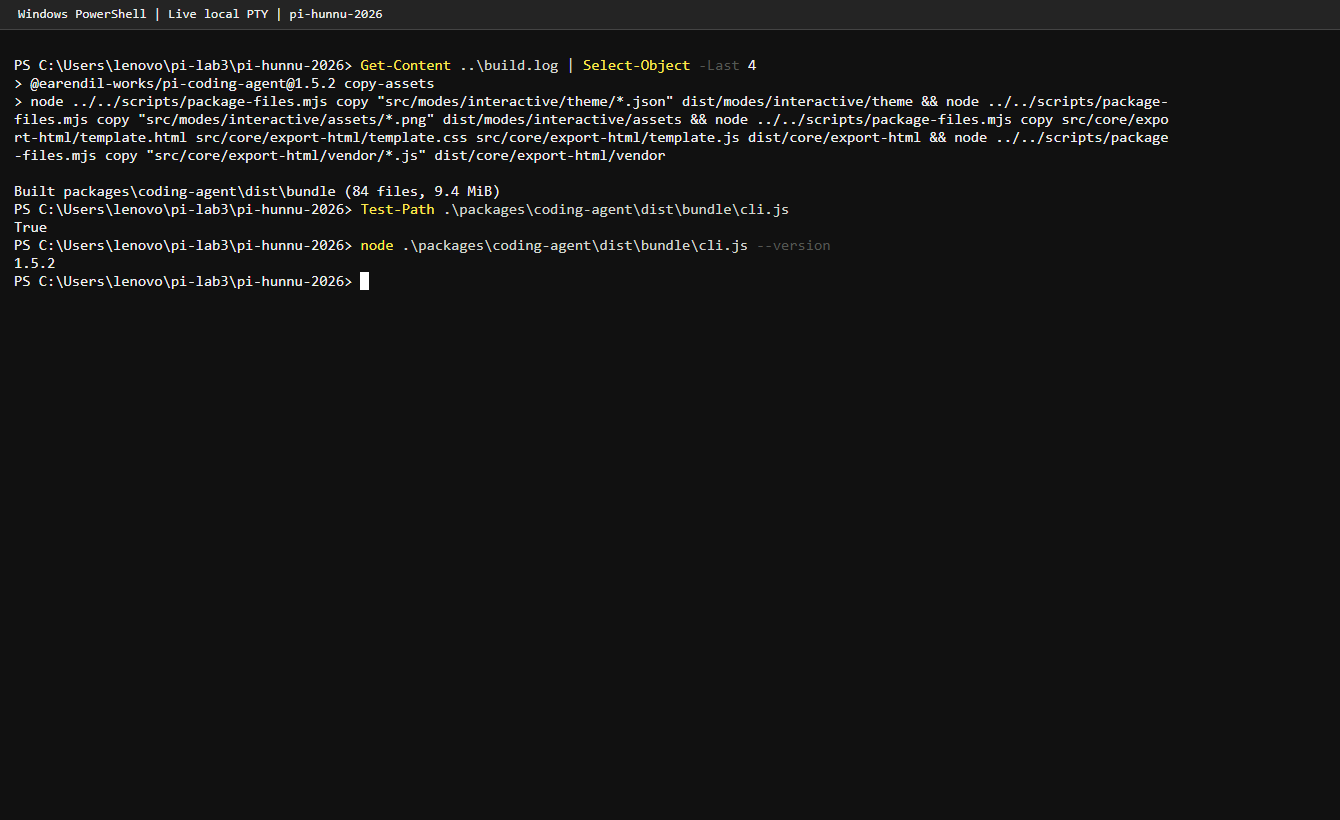 Windows PowerShell | Live local PTY | pi-hunnu-2026
PS C:\Users\lenovo\pi-lab3\pi-hunnu-2026> Get-Content ..\build.log | Select-Object -Last 4
> @earendil-works/pi-coding-agent@1.5.2 copy-assets
> node ../../scripts/package-files.mjs copy "src/modes/interactive/theme/*.json" dist/modes/interactive/theme && node ../../scripts/package-
files.mjs copy "src/modes/interactive/assets/*.png" dist/modes/interactive/assets && node ../../scripts/package-files.mjs copy src/core/expo
rt-html/template.html src/core/export-html/template.css src/core/export-html/template.js dist/core/export-html && node ../../scripts/package
-files.mjs copy "src/core/export-html/vendor/*.js" dist/core/export-html/vendor
Built packages\coding-agent\dist\bundle (84 files, 9.4 MiB)
PS C:\Users\lenovo\pi-lab3\pi-hunnu-2026> Test-Path .\packages\coding-agent\dist\bundle\cli.js
True
PS C:\Users\lenovo\pi-lab3\pi-hunnu-2026> node .\packages\coding-agent\dist\bundle\cli.js --version
1.5.2
PS C:\Users\lenovo\pi-lab3\pi-hunnu-2026>